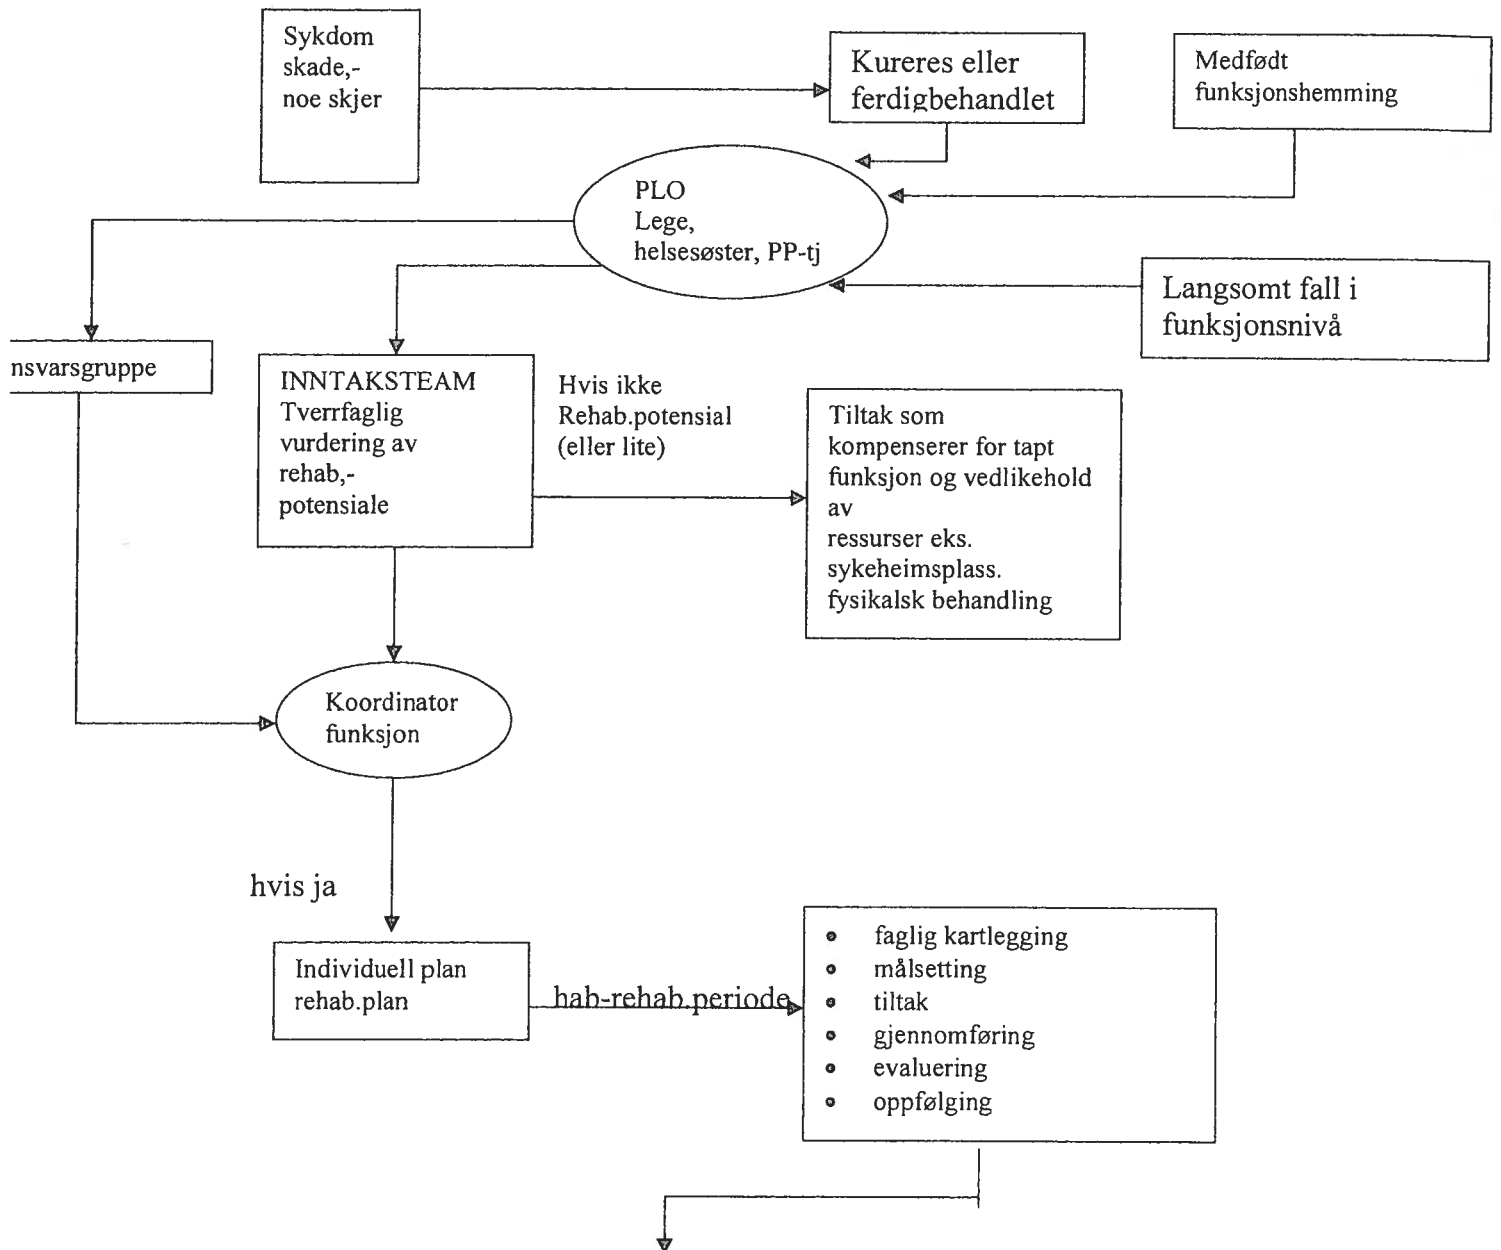 Sykdom
skade,-
noe skjer
Kureres eller
ferdigbehandlet
Medfødt
funksjonshemming
PLO
Lege,
helsesøster, PP-tj
Langsomt fall i
funksjonsnivå
nsvarsgruppe
INNTAKSTEAM
Tverrfaglig
vurdering av
rehab,-
potensiale
Hvis ikke
Rehab.potensial
(eller lite)
Tiltak som
kompenserer for tapt
funksjon og vedlikehold
av
ressurser eks.
sykeheimsplass.
fysikalsk behandling
Koordinator
funksjon
hvis ja
Individuell plan
rehab.plan
hab-rehab.periode
• faglig kartlegging
• målsetting
• tiltak
• gjennomføring
• evaluering
• oppfølging